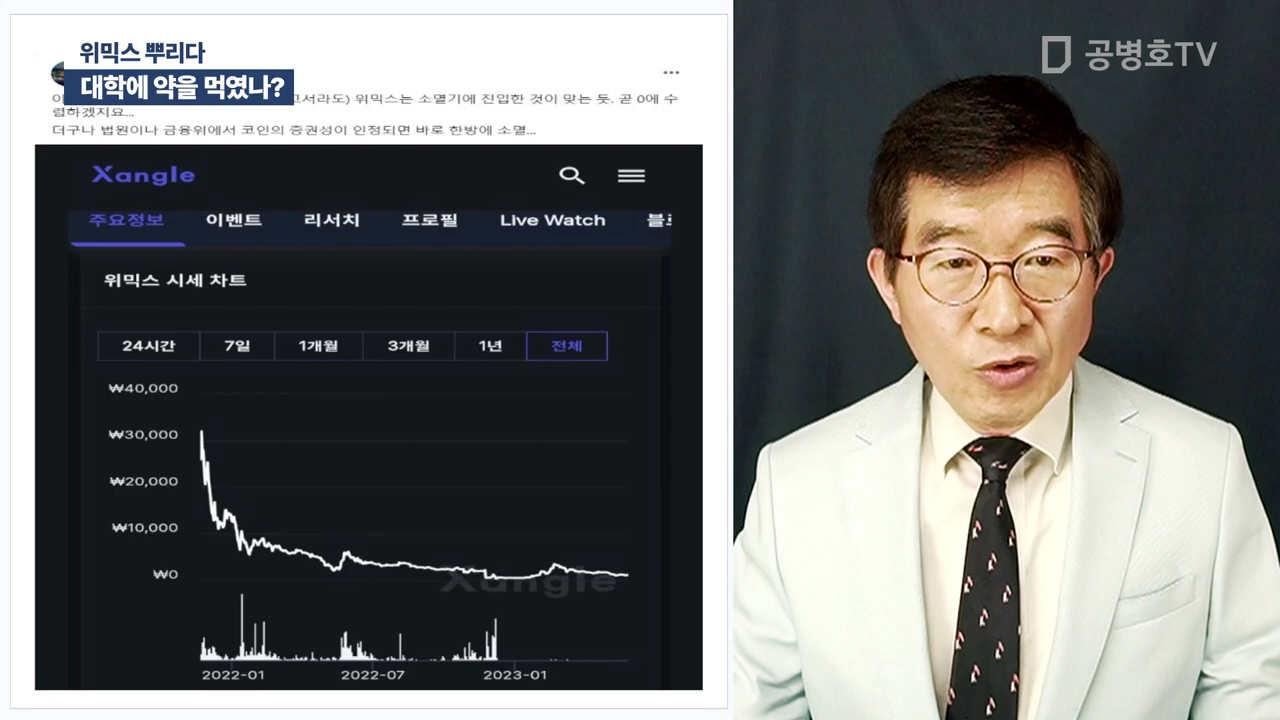 위믹스 뿌리다
대학에 약을 먹였나?
공병호TV
고서라도) 위믹스는 소멸기에 진입한 것이 맞는 듯. 곧 0에 수
렴하겠지요...
더구나 법원이나 금융위에서 코인의 증권성이 인정되면 바로 한방에 소멸...
Xangle
주요정보 이벤트 리서치 프로필 Live Watch 블
위믹스 시세 차트
24시간 7일 1개월 3개월 1년 전체
₩40,000
₩30,000
₩20,000
₩10,000
₩0
Xangle
2022-01 2022-07 2023-01